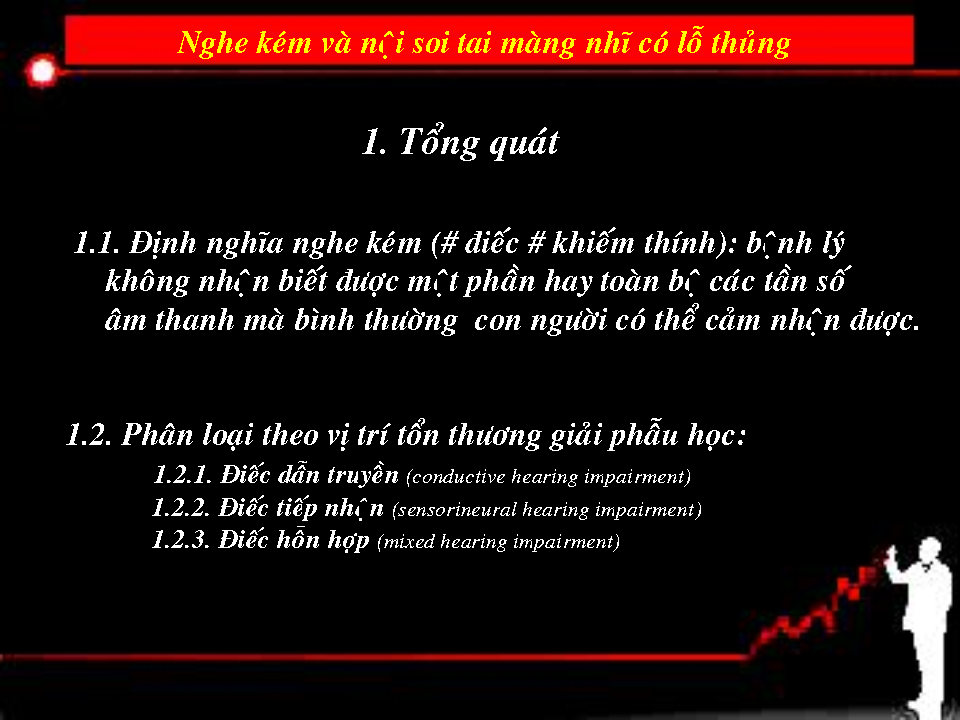 Nghe kém và nội soi tai màng nhĩ có lỗ thủng
1. Tổng quát
1.1. Định nghĩa nghe kém (# điếc # khiếm thính): bệnh lý
không nhận biết được một phần hay toàn bộ các tần số
âm thanh mà bình thường con người có thể cảm nhận được.
1.2. Phân loại theo vị trí tổn thương giải phẫu học:
1.2.1. Điếc dẫn truyền (conductive hearing impairment)
1.2.2. Điếc tiếp nhận (sensorineural hearing impairment)
1.2.3. Điếc hỗn hợp (mixed hearing impairment)